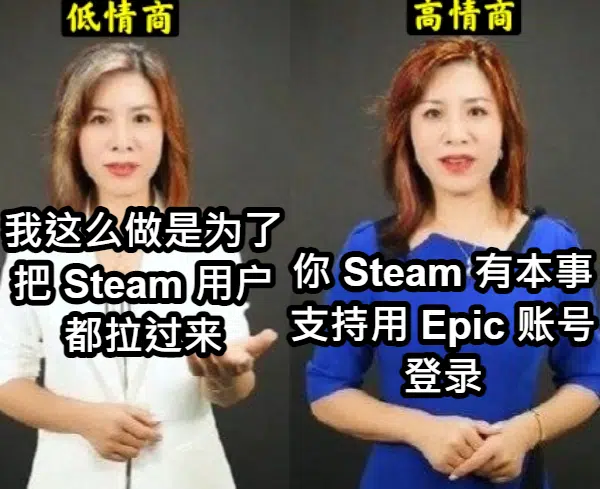 低情商
我这么做是为了
把 Steam 用户
都拉过来
高情商
你 Steam 有本事
支持用 Epic 账号
登录